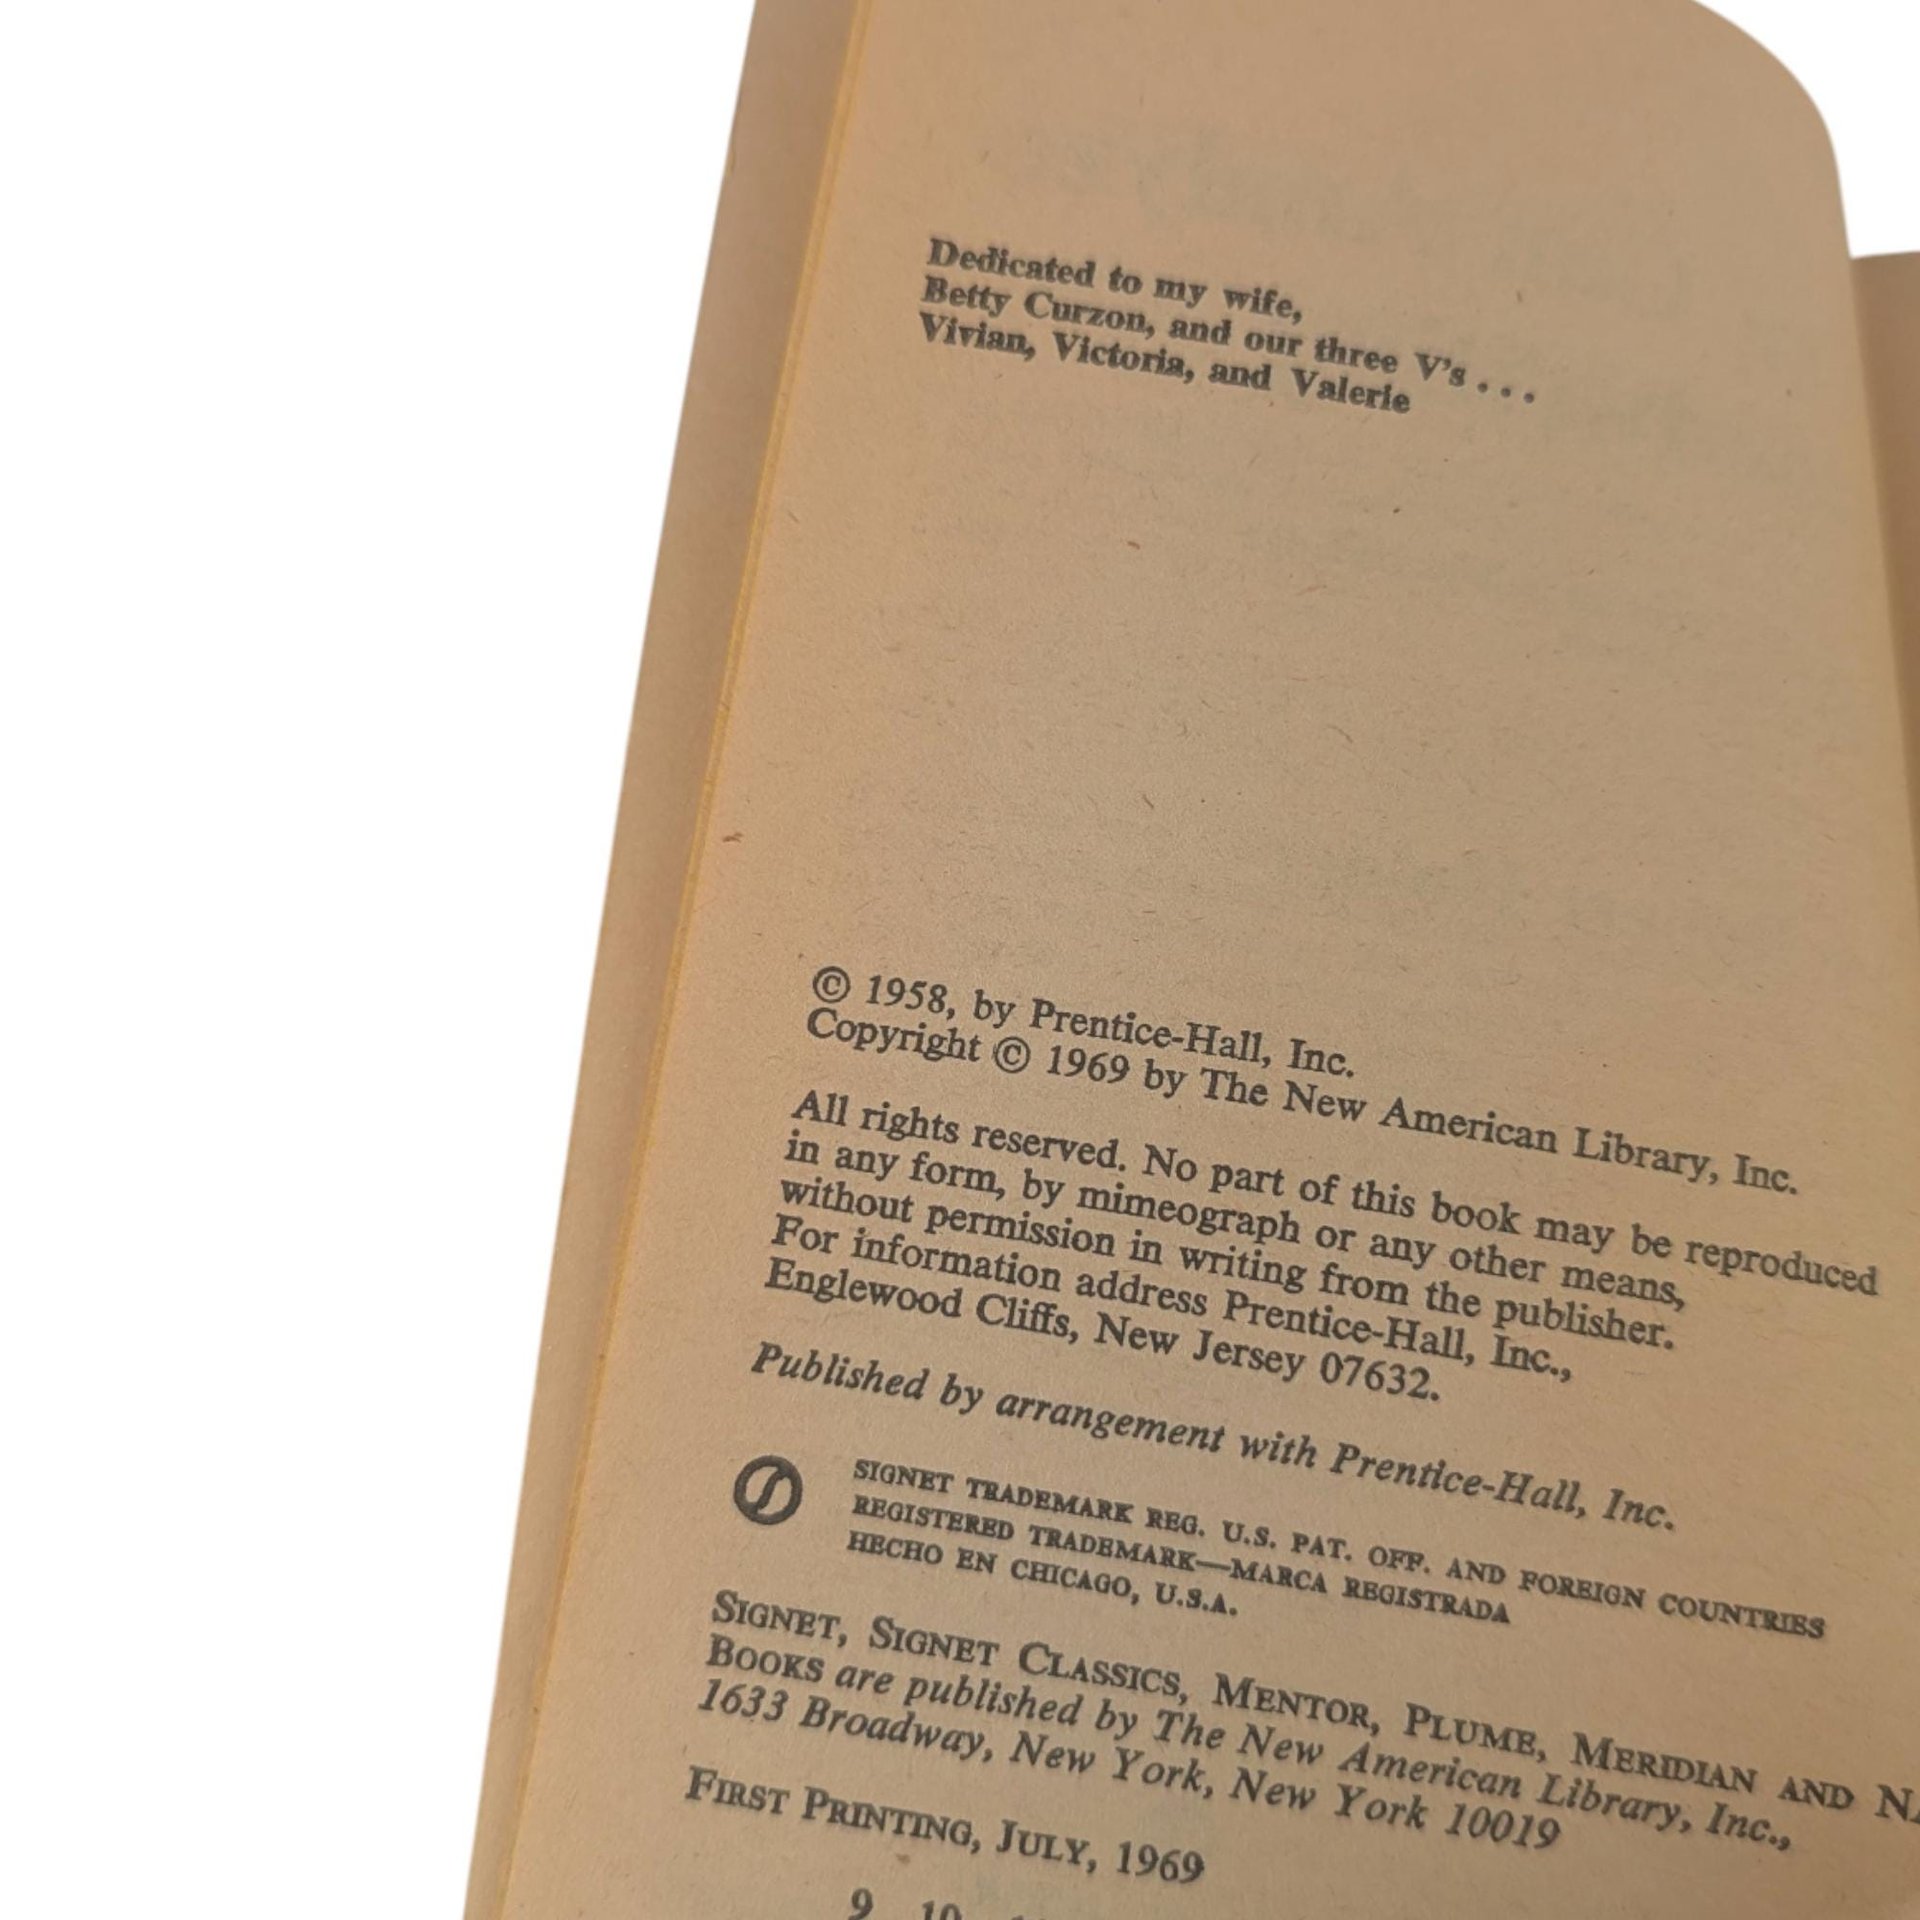 Dedicated to my wife,
Betty Curzon, and our three V's . . .
Vivian, Victoria, and Valerie
© 1958, by Prentice-Hall, Inc.
Copyright © 1969 by The New American Library, Inc.
All rights reserved. No part of this book may be reproduced
in any form, by mimeograph or any other means,
without permission in writing from the publisher.
For information address Prentice-Hall, Inc.,
Englewood Cliffs, New Jersey 07632.
Published by arrangement with Prentice-Hall, Inc.
SIGNET TRADEMARK REG. U.S. PAT. OFF. AND FOREIGN COUNTRIES
REGISTERED TRADEMARK—MARCA REGISTRADA
HECHO EN CHICAGO, U.S.A.
SIGNET, SIGNET CLASSICS, MENTOR, PLUME, MERIDIAN AND
BOOKS are published by The New American Library, Inc.,
1633 Broadway, New York, New York 10019
FIRST PRINTING, JULY, 1969
9 10